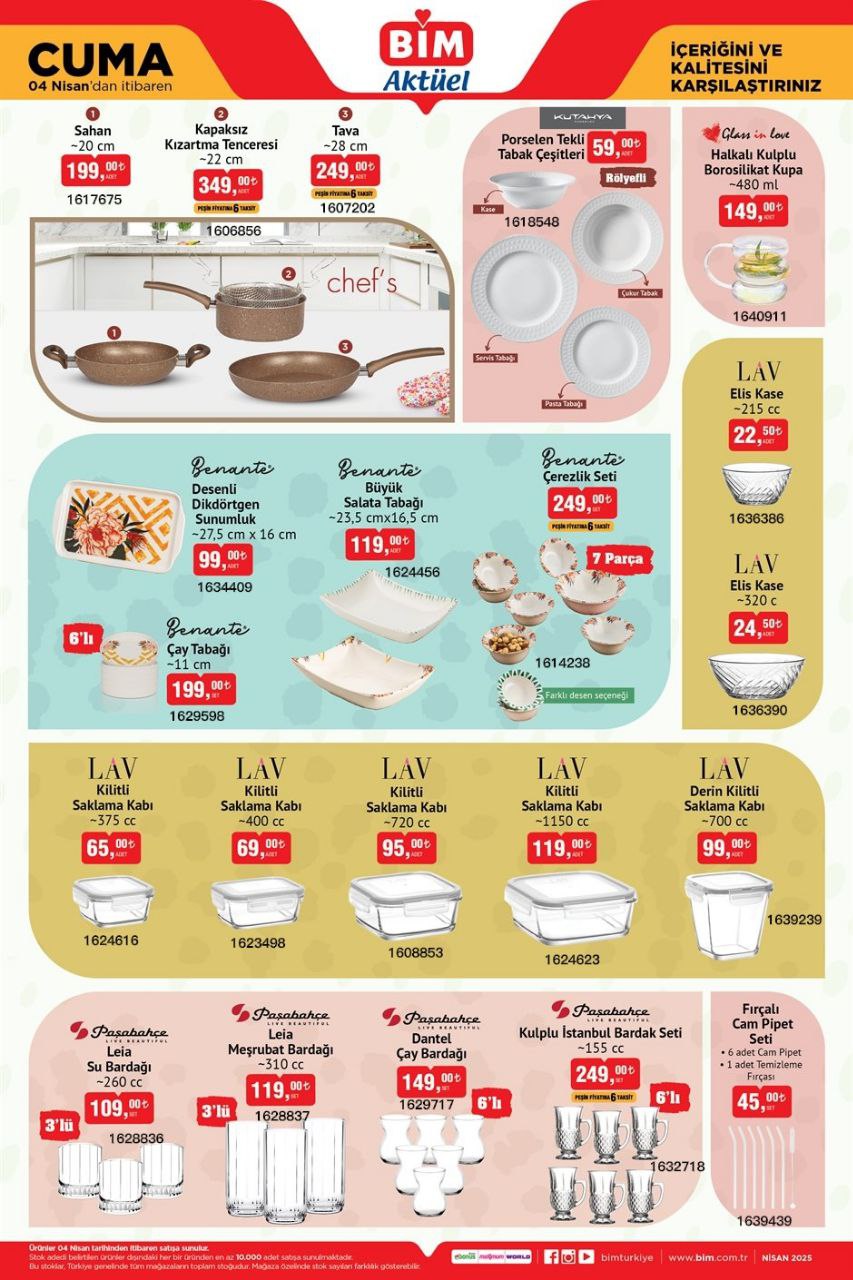 CUMA
04 Nisan'dan itibaren
BİM
Aktüel
İÇERİĞİNİ VE
KALİTESİNİ
KARŞILAŞTIRINIZ
1
Sahan
~20 cm
199,00₺
ADET
1617675
2
Kapaksız
Kızartma Tenceresi
~22 cm
349,00₺
ADET
PEŞİN FİYATINA 6 TAKSİT
1606856
3
Tava
~28 cm
249,00₺
ADET
PEŞİN FİYATINA 6 TAKSİT
1607202
chef's
2
1
3
KUTAHYA
Porselen Tekli
Tabak Çeşitleri
59,00₺
ADET
Rölyefli
Kase
1618548
Çukur Tabak
Servis Tabağı
Pasta Tabağı
Glass in love
Halkalı Kulplu
Borosilikat Kupa
~480 ml
149,00₺
ADET
1640911
LAV
Elis Kase
~215 cc
22,50₺
ADET
1636386
LAV
Elis Kase
~320 c
24,50₺
ADET
1636390
Benante
Desenli
Dikdörtgen
Sunumluk
~27,5 cm x 16 cm
99,00₺
ADET
1634409
Benante
Büyük
Salata Tabağı
~23,5 cmx16,5 cm
119,00₺
ADET
1624456
Benante
Çerezlik Seti
249,00₺
SET
PEŞİN FİYATINA 6 TAKSİT
7 Parça
1614238
Farklı desen seçeneği
6'lı
Benante
Çay Tabağı
~11 cm
199,00₺
SET
1629598
LAV
Kilitli
Saklama Kabı
~375 cc
65,00₺
ADET
1624616
LAV
Kilitli
Saklama Kabı
~400 cc
69,00₺
ADET
1623498
LAV
Kilitli
Saklama Kabı
~720 cc
95,00₺
ADET
1608853
LAV
Kilitli
Saklama Kabı
~1150 cc
119,00₺
ADET
1624623
LAV
Derin Kilitli
Saklama Kabı
~700 cc
99,00₺
ADET
1639239
Paşabahçe
LIVE BEAUTIFUL
Leia
Su Bardağı
~260 cc
109,00₺
SET
3'lü
1628836
Paşabahçe
LIVE BEAUTIFUL
Leia
Meşrubat Bardağı
~310 cc
119,00₺
SET
3'lü
1628837
Paşabahçe
LIVE BEAUTIFUL
Dantel
Çay Bardağı
149,00₺
SET
1629717
6'lı
Paşabahçe
LIVE BEAUTIFUL
Kulplu İstanbul Bardak Seti
~155 cc
249,00₺
SET
PEŞİN FİYATINA 6 TAKSİT
6'lı
1632718
Fırçalı
Cam Pipet
Seti
• 6 adet Cam Pipet
• 1 adet Temizleme
Fırçası
45,00₺
SET
1639439
Ürünler 04 Nisan tarihinden itibaren satışa sunulur.
Stok adedi belirtilen ürünler dışındaki her bir üründen en az 10.000 adet satışa sunulmaktadır.
Bu stoklar, Türkiye genelinde tüm mağazaların toplam stoğudur. Mağaza özelinde stok sayıları farklılık gösterebilir.
bonus maximum WORLD
bimturkiye
www.bim.com.tr
NİSAN 2025